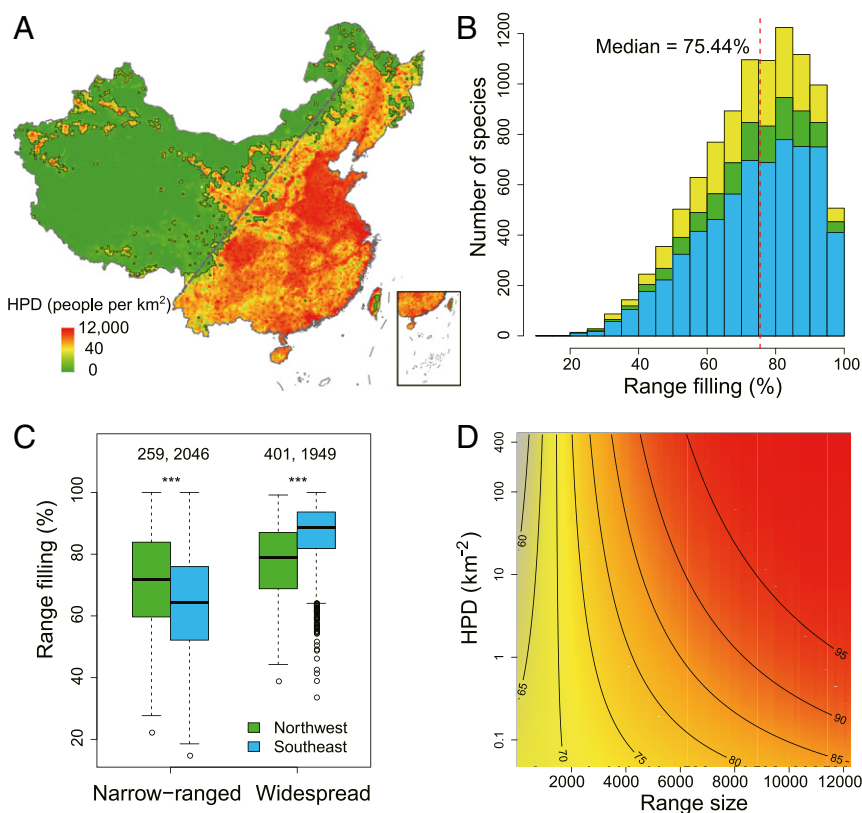 A
HPD (people per km²)
12,000
40
0
B
Median = 75.44%
Number of species
0 200 400 600 800 1000 1200
20 40 60 80 100
Range filling (%)
C
259, 2046 401, 1949
*** ***
Range filling (%)
20 40 60 80 100
Northwest
Southeast
Narrow−ranged Widespread
D
HPD (km⁻²)
0.1 1 10 100 400
60
65
70
75
80
85
90
95
2000 4000 6000 8000 10000 12000
Range size